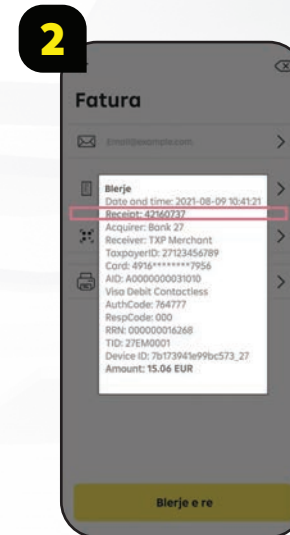 2
Fatura
Email@example.com
Blerje
Date and time: 2021-08-09 10:41:21
Receipt: 42160737
Acquirer: Bank 27
Receiver: TXP Merchant
TaxpayerID: 27123456789
Card: 4916********7956
AID: A0000000031010
Visa Debit Contactless
AuthCode: 764777
RespCode: 000
RRN: 000000016268
TID: 27EM0001
Device ID: 7b173941e99bc573_27
Amount: 15.06 EUR
Blerje e re